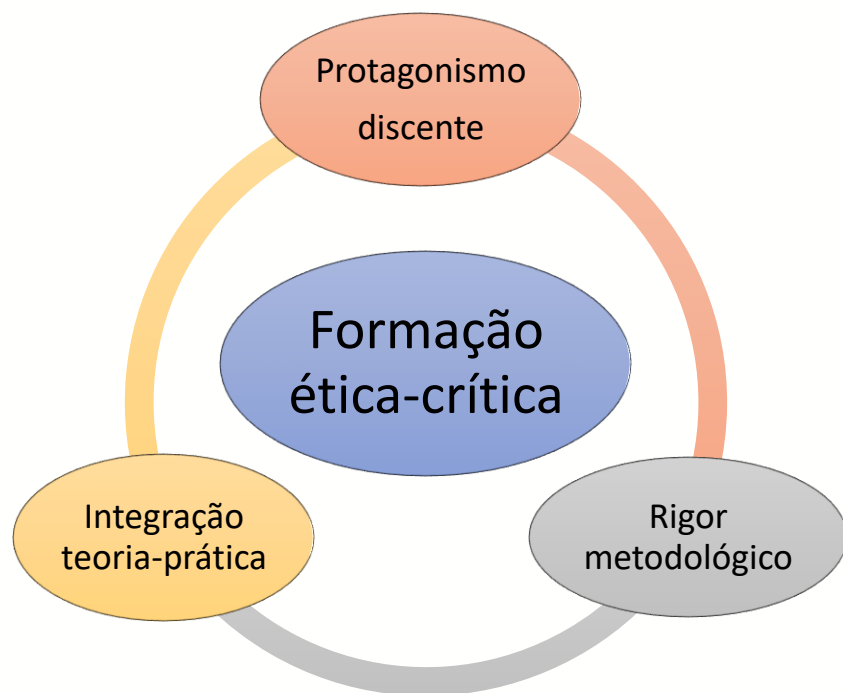 Protagonismo
discente
Formação
ética-crítica
Integração
teoria-prática
Rigor
metodológico